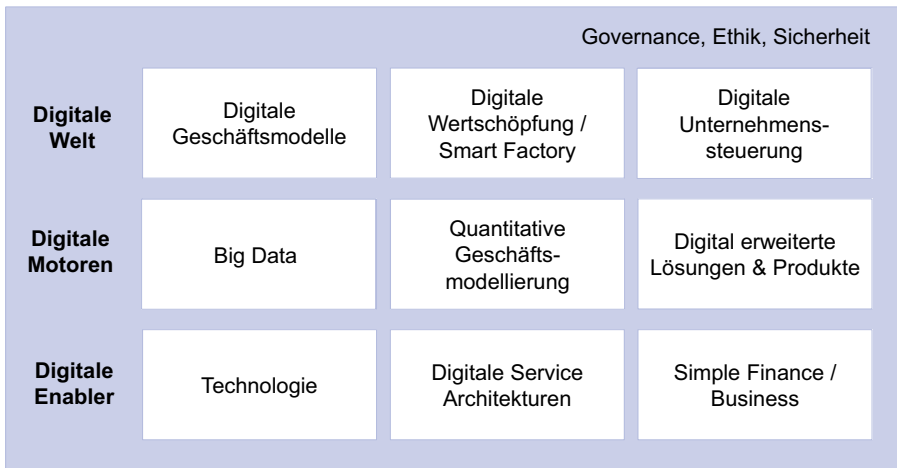 Governance, Ethik, Sicherheit
Digitale
Welt
Digitale
Geschäftsmodelle
Digitale
Wertschöpfung /
Smart Factory
Digitale
Unternehmens-
steuerung
Digitale
Motoren
Big Data
Quantitative
Geschäfts-
modellierung
Digital erweiterte
Lösungen & Produkte
Digitale
Enabler
Technologie
Digitale Service
Architekturen
Simple Finance /
Business